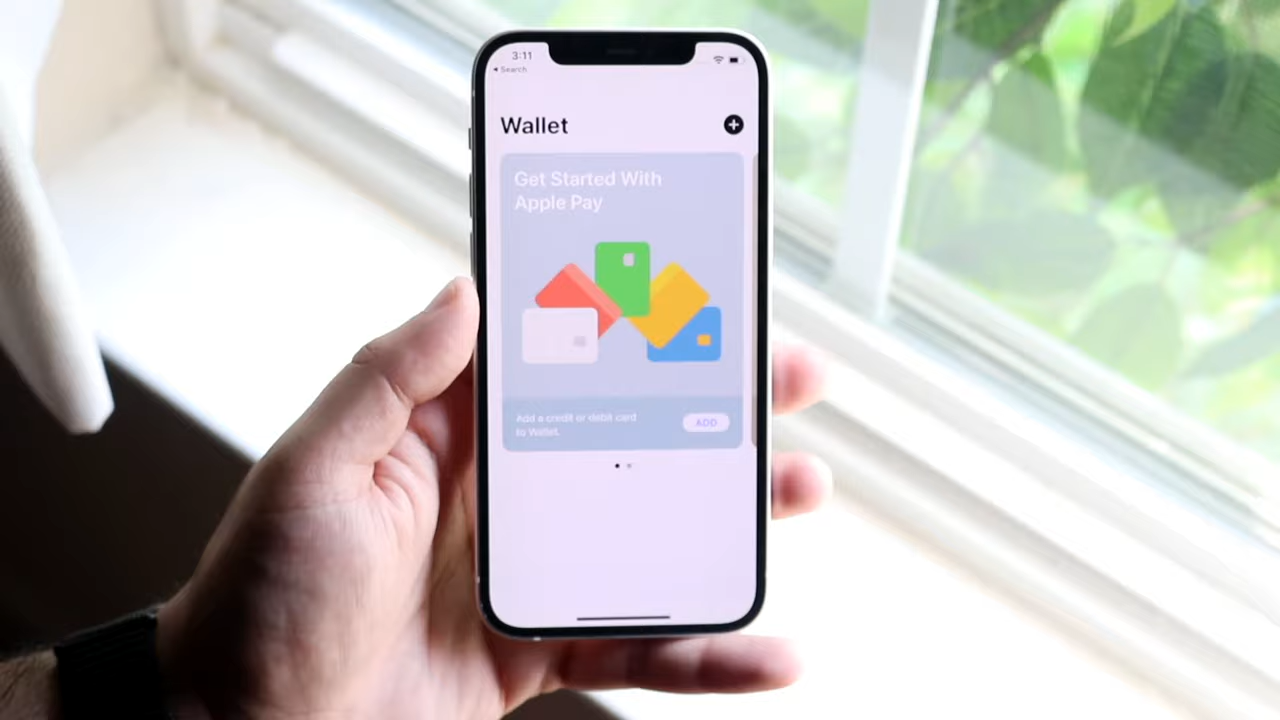 3:11
◀ Search
Wallet
Get Started With
Apple Pay
Add a credit or debit card
to Wallet.
ADD